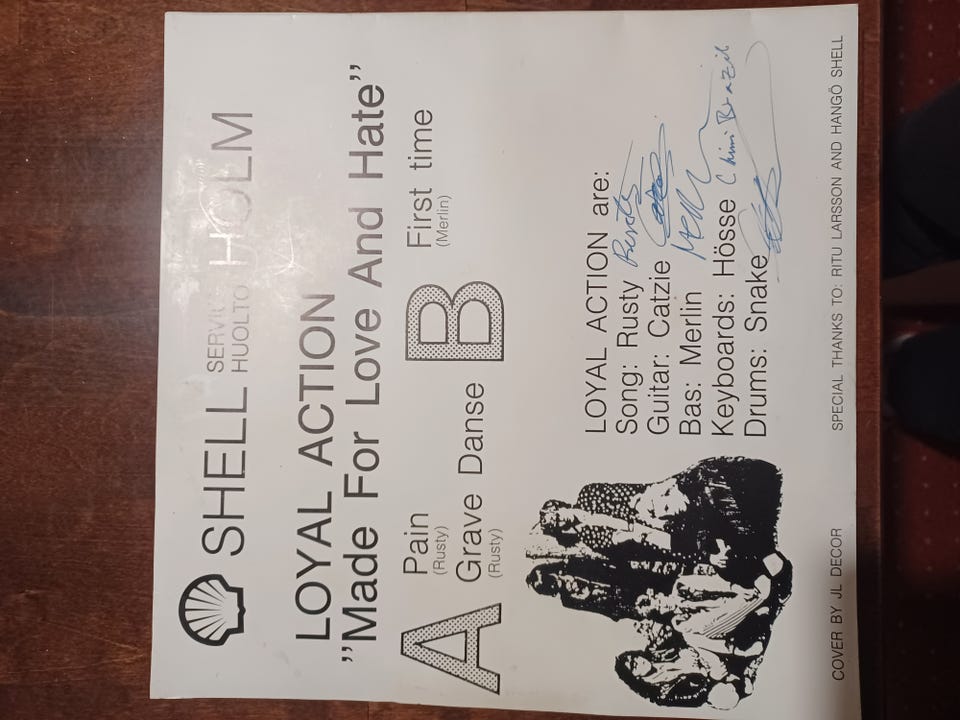 SHELL SERVICE HOLM
HUOLTO
LOYAL ACTION
"Made For Love And Hate"
A
Pain
(Rusty)
Grave Danse
(Rusty)
B
First time
(Merlin)
LOYAL ACTION are:
Song: Rusty Rusty
Guitar: Catzie
Bas: Merlin
Keyboards: Hösse
Drums: Snake
COVER BY JL DECOR
SPECIAL THANKS TO: RITU LARSSON AND HANGÖ SHELL